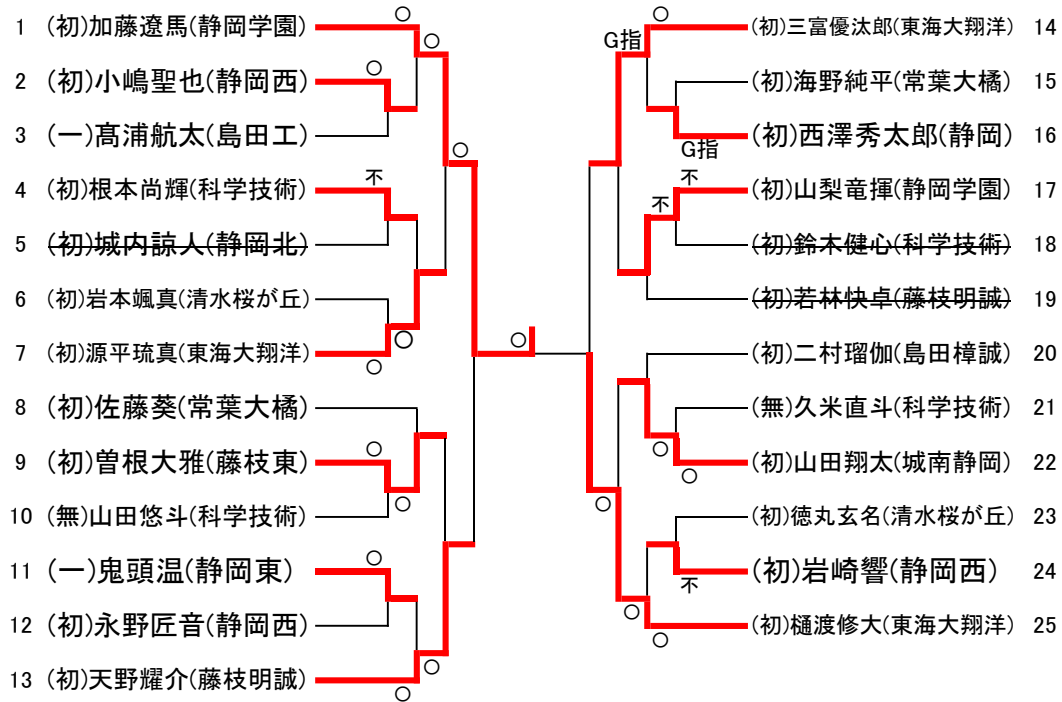 1 (初)加藤遼馬(静岡学園)
2 (初)小嶋聖也(静岡西)
3 (一)髙浦航太(島田工)
4 (初)根本尚輝(科学技術)
5 (初)城内諒人(静岡北)
6 (初)岩本颯真(清水桜が丘)
7 (初)源平琉真(東海大翔洋)
8 (初)佐藤葵(常葉大橘)
9 (初)曽根大雅(藤枝東)
10 (無)山田悠斗(科学技術)
11 (一)鬼頭温(静岡東)
12 (初)永野匠音(静岡西)
13 (初)天野耀介(藤枝明誠)
○
○
○
○
不
○
○
○
○
○
○
○
○
G指
○
G指
不
不
○
○
○
不
○
○
(初)三富優汰郎(東海大翔洋) 14
(初)海野純平(常葉大橘) 15
(初)西澤秀太郎(静岡) 16
(初)山梨竜揮(静岡学園) 17
(初)鈴木健心(科学技術) 18
(初)若林快卓(藤枝明誠) 19
(初)二村瑠伽(島田樟誠) 20
(無)久米直斗(科学技術) 21
(初)山田翔太(城南静岡) 22
(初)徳丸玄名(清水桜が丘) 23
(初)岩崎響(静岡西) 24
(初)樋渡修大(東海大翔洋) 25